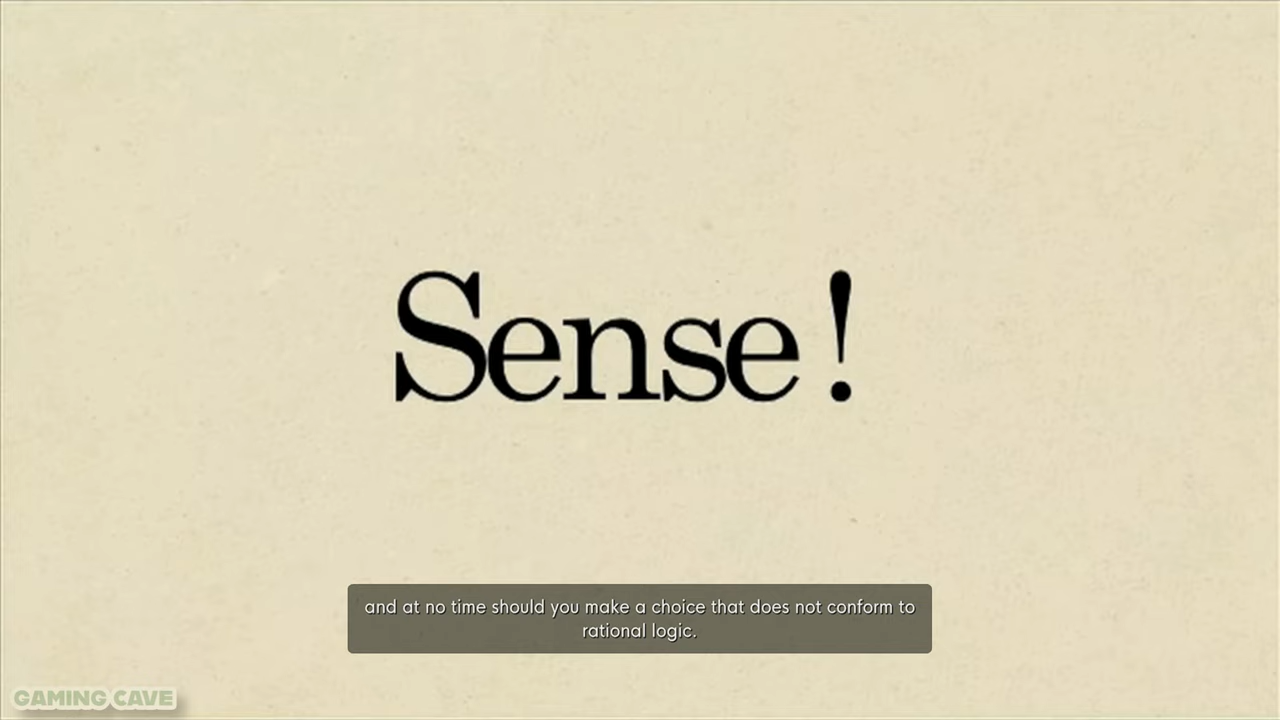 Sense!
and at no time should you make a choice that does not conform to
rational logic.
GAMING CAVE